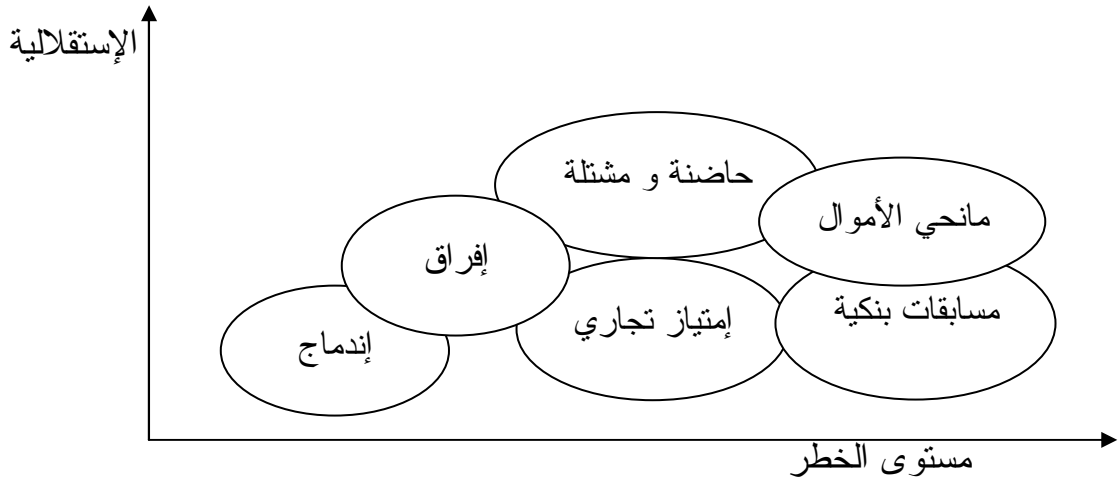 الإستقلالية
حاضنة و مشتلة
مانحي الأموال
إفراق
مسابقات بنكية
إمتياز تجاري
إندماج
مستوى الخطر